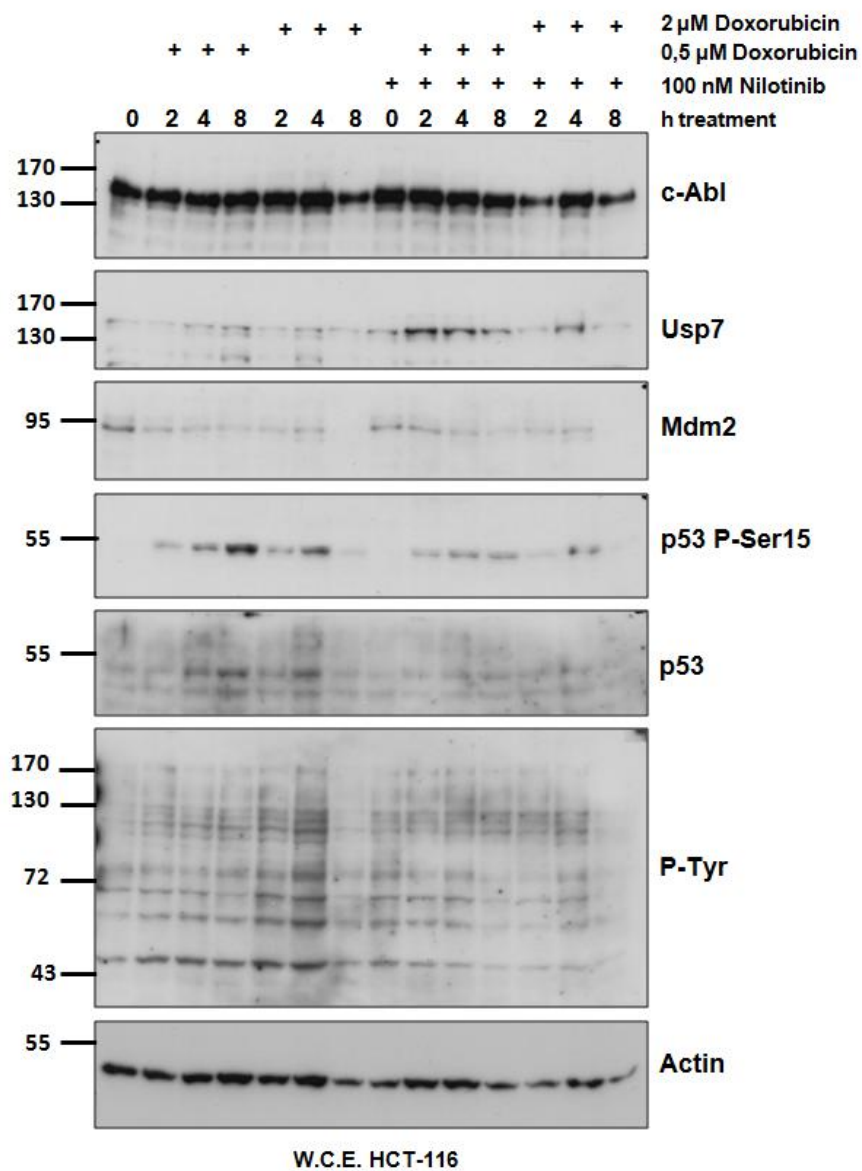 + + + + + + 2 µM Doxorubicin
+ + + + + + 0,5 µM Doxorubicin
+ + + + + + + 100 nM Nilotinib
0 2 4 8 2 4 8 0 2 4 8 2 4 8 h treatment
170
130
c-Abl
170
130
Usp7
95
Mdm2
55
p53 P-Ser15
55
p53
170
130
72
43
P-Tyr
55
Actin
W.C.E. HCT-116